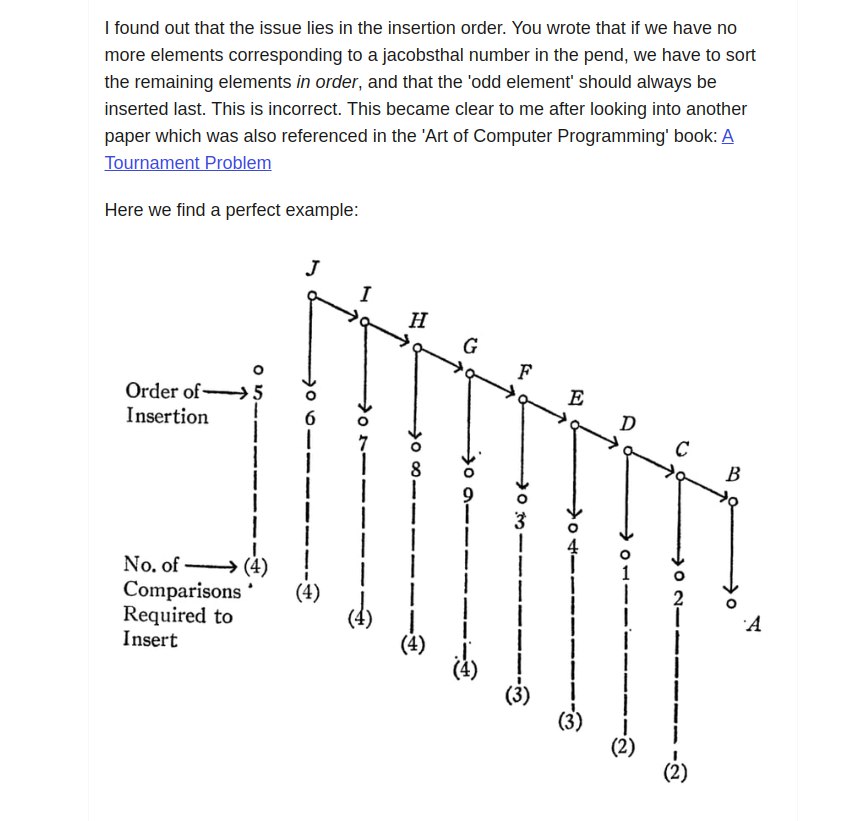 I found out that the issue lies in the insertion order. You wrote that if we have no
more elements corresponding to a jacobsthal number in the pend, we have to sort
the remaining elements in order, and that the 'odd element' should always be
inserted last. This is incorrect. This became clear to me after looking into another
paper which was also referenced in the 'Art of Computer Programming' book: A
Tournament Problem
Here we find a perfect example:
J
I
H
G
F
E
D
C
B
Order of
Insertion
5
6
7
8
9
3
4
1
2
A
No. of
Comparisons
Required to
Insert
(4)
(4)
(4)
(4)
(4)
(3)
(3)
(2)
(2)